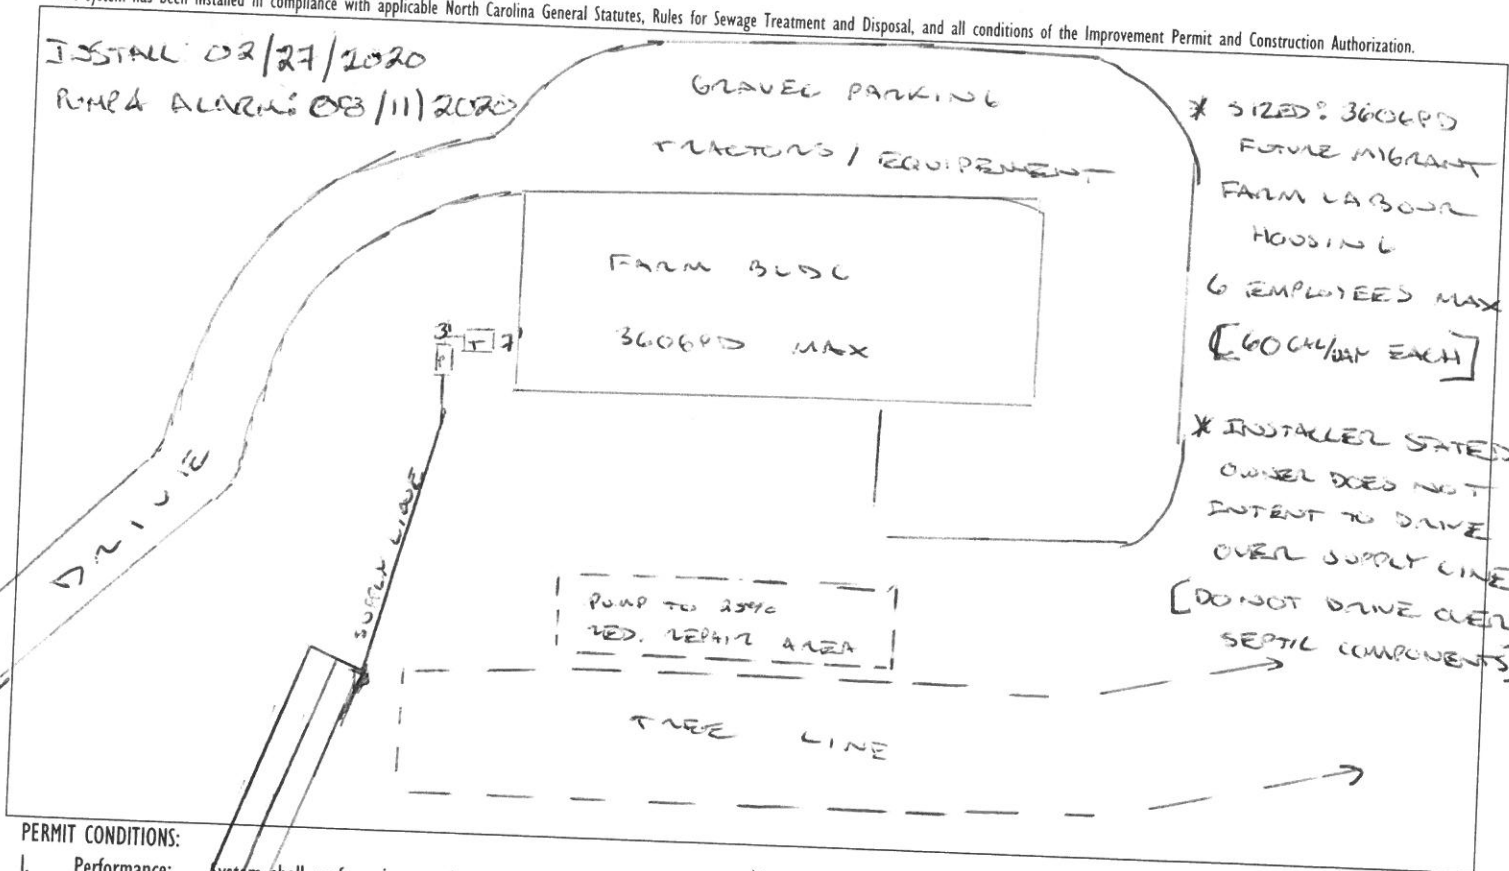 system has been installed in compliance with applicable North Carolina General Statutes, Rules for Sewage Treatment and Disposal, and all conditions of the Improvement Permit and Construction Authorization.
INSTALL: 02/27/2020
PUMP & ALARM: 08/11/2020
GRAVEL PARKING
TRACTORS / EQUIPEMENT
FARM BLDG
360GPD MAX
3'
T
7'
P
DRIVE
SUPPLY LINE
PUMP TO 25%
RED. REPAIR AREA
TREE LINE
* SIZED: 360GPD
FUTURE MIGRANT
FARM LABOUR
HOUSING
6 EMPLOYEES MAX
[60 GAL/DAY EACH]
* INSTALLER STATED
OWNER DOES NOT
INTENT TO DRIVE
OVER SUPPLY LINE
[DO NOT DRIVE OVER
SEPTIC COMPONENTS]
PERMIT CONDITIONS:
I. Performance: System shall